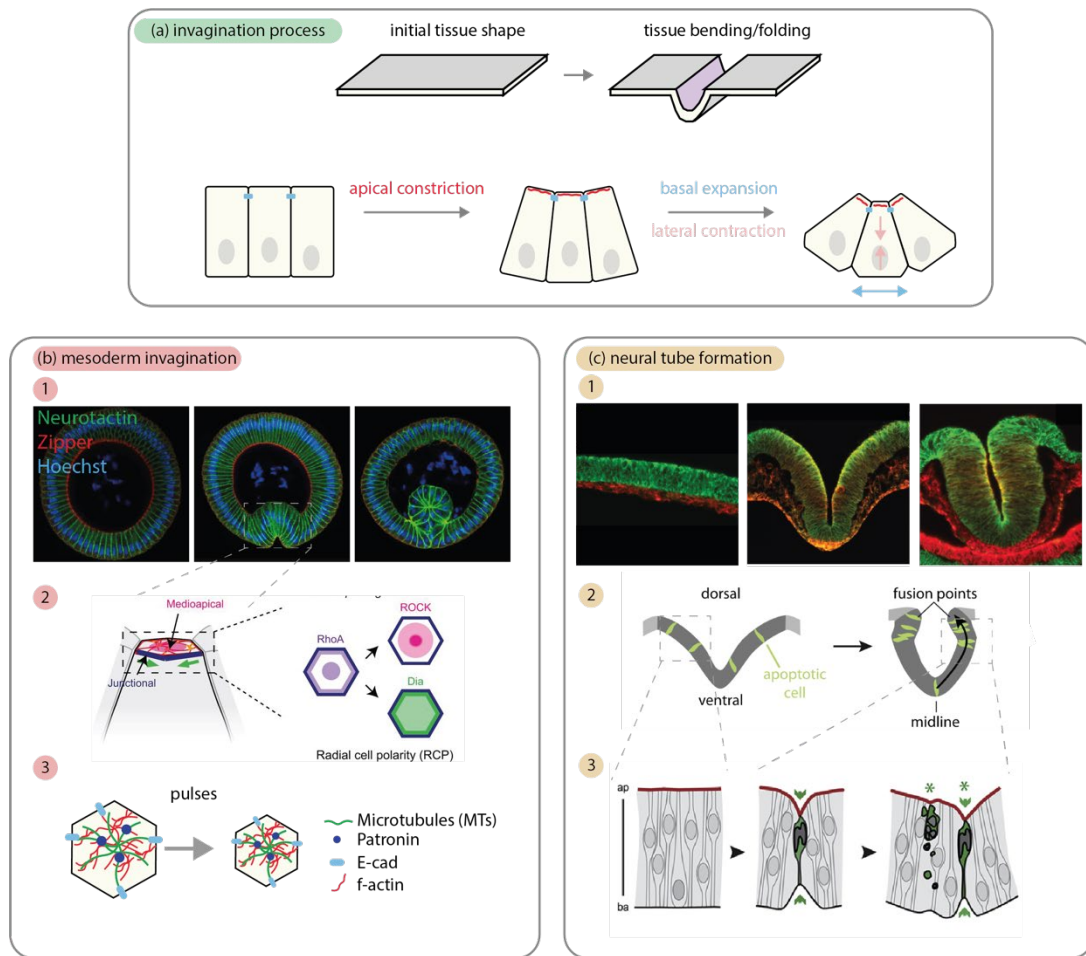 (a) invagination process
initial tissue shape
tissue bending/folding
apical constriction
basal expansion
lateral contraction
(b) mesoderm invagination
1
Neurotactin
Zipper
Hoechst
2
Medioapical
Junctional
RhoA
ROCK
Dia
Radial cell polarity (RCP)
3
pulses
Microtubules (MTs)
Patronin
E-cad
f-actin
(c) neural tube formation
1
2
dorsal
fusion points
apoptotic
cell
ventral
midline
3
ap
ba
*
*